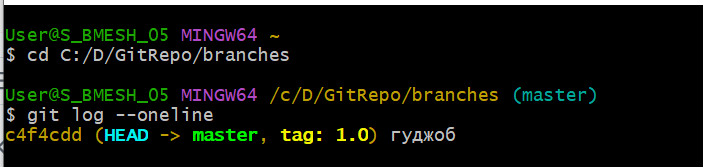 User@S_BMESH_05 MINGW64 ~
$ cd C:/D/GitRepo/branches
User@S_BMESH_05 MINGW64 /c/D/GitRepo/branches (master)
$ git log --oneline
c4f4cdd (HEAD -> master, tag: 1.0) гуджоб